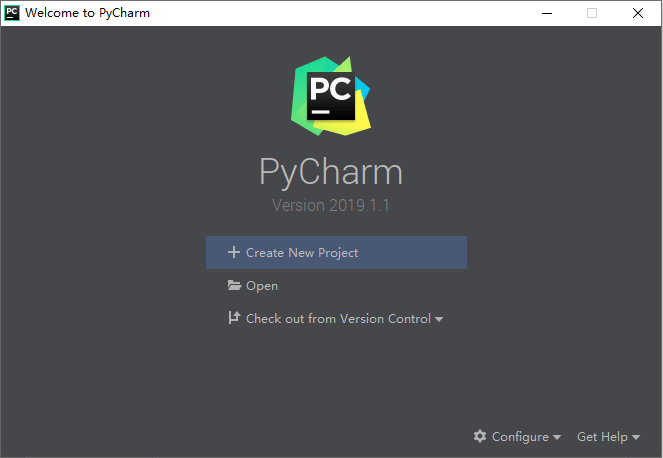 Welcome to PyCharm
PC
PyCharm
Version 2019.1.1
Create New Project
Open
Check out from Version Control
Configure
Get Help